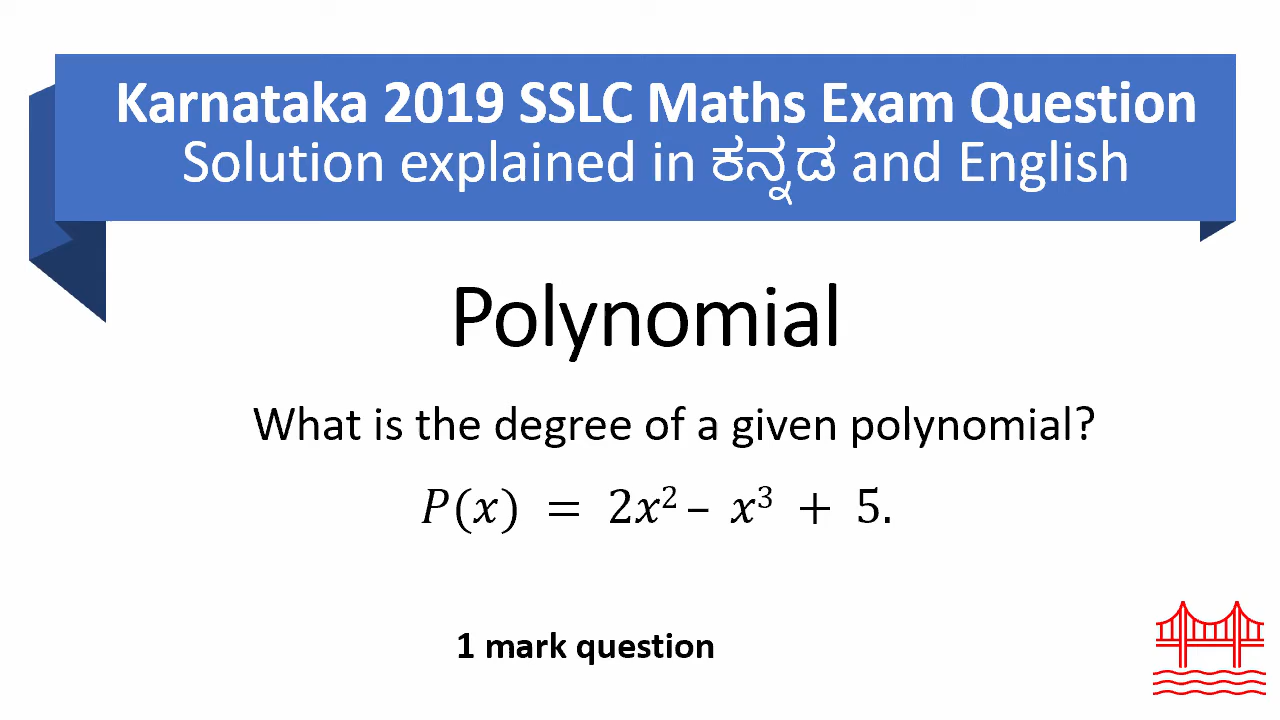 Karnataka 2019 SSLC Maths Exam Question
Solution explained in ಕನ್ನಡ and English
Polynomial
What is the degree of a given polynomial?
P(x) = 2x² – x³ + 5.
1 mark question